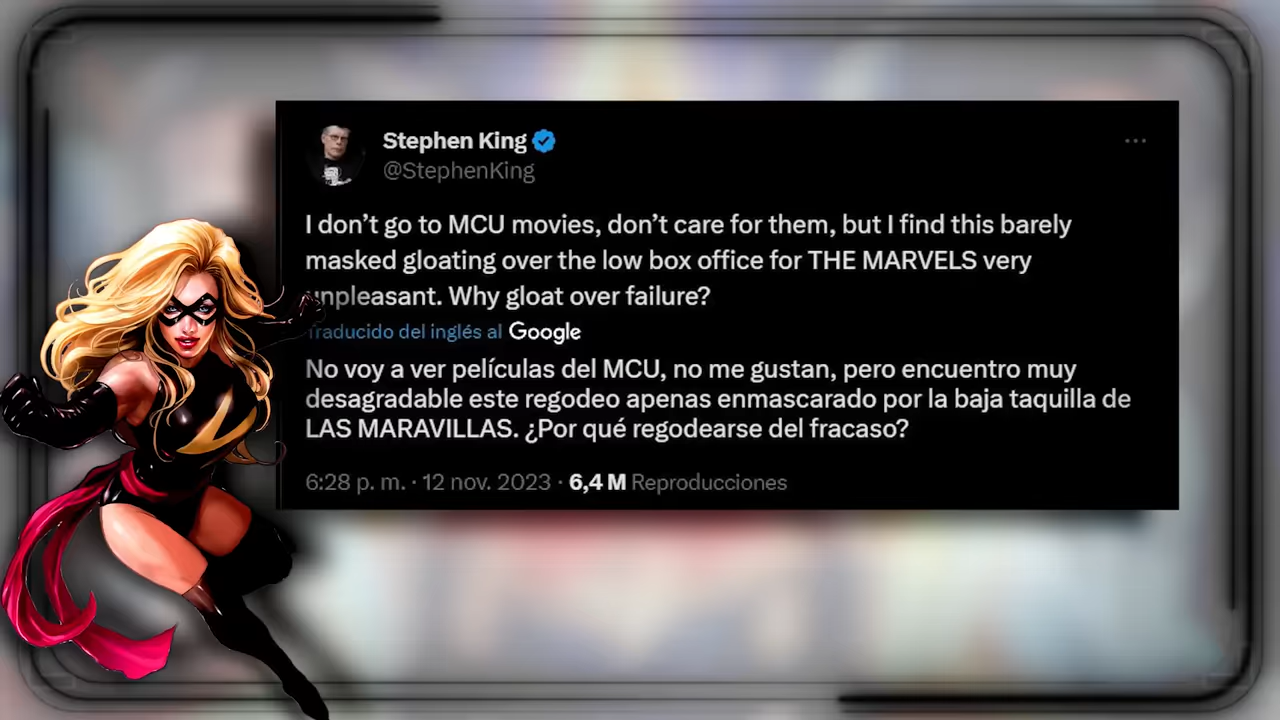 Stephen King
@StephenKing
I don’t go to MCU movies, don’t care for them, but I find this barely
masked gloating over the low box office for THE MARVELS very
unpleasant. Why gloat over failure?
Traducido del inglés al Google
No voy a ver películas del MCU, no me gustan, pero encuentro muy
desagradable este regodeo apenas enmascarado por la baja taquilla de
LAS MARAVILLAS. ¿Por qué regodearse del fracaso?
6:28 p. m. · 12 nov. 2023 · 6,4 M Reproducciones